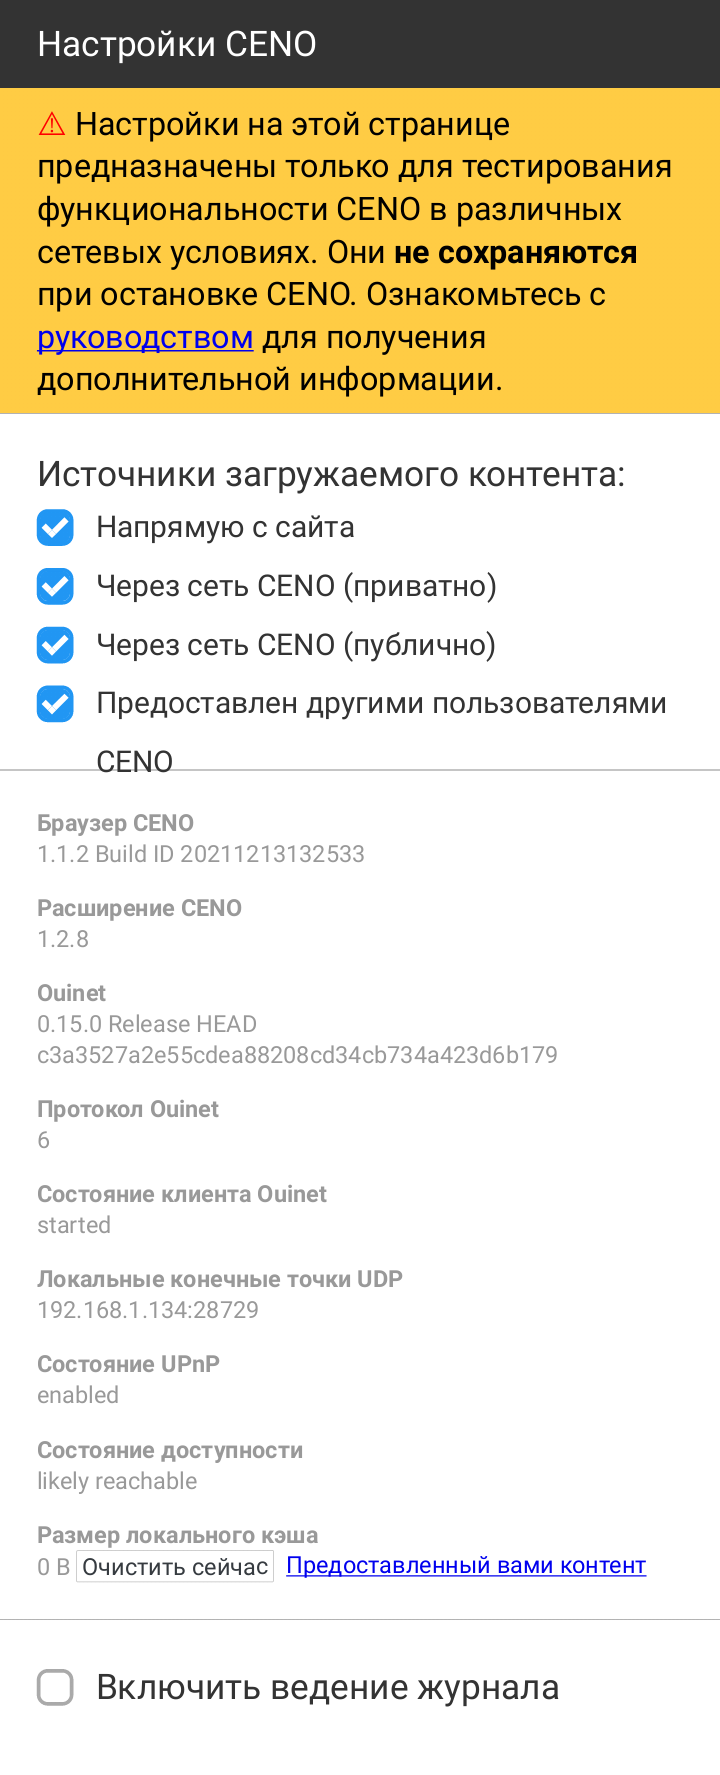 Настройки CENO
⚠ Настройки на этой странице
предназначены только для тестирования
функциональности CENO в различных
сетевых условиях. Они не сохраняются
при остановке CENO. Ознакомьтесь с
руководством для получения
дополнительной информации.
Источники загружаемого контента:
Напрямую с сайта
Через сеть CENO (приватно)
Через сеть CENO (публично)
Предоставлен другими пользователями
CENO
Браузер CENO
1.1.2 Build ID 20211213132533
Расширение CENO
1.2.8
Ouinet
0.15.0 Release HEAD
c3a3527a2e55cdea88208cd34cb734a423d6b179
Протокол Ouinet
6
Состояние клиента Ouinet
started
Локальные конечные точки UDP
192.168.1.134:28729
Состояние UPnP
enabled
Состояние доступности
likely reachable
Размер локального кэша
0 B Очистить сейчас Предоставленный вами контент
Включить ведение журнала